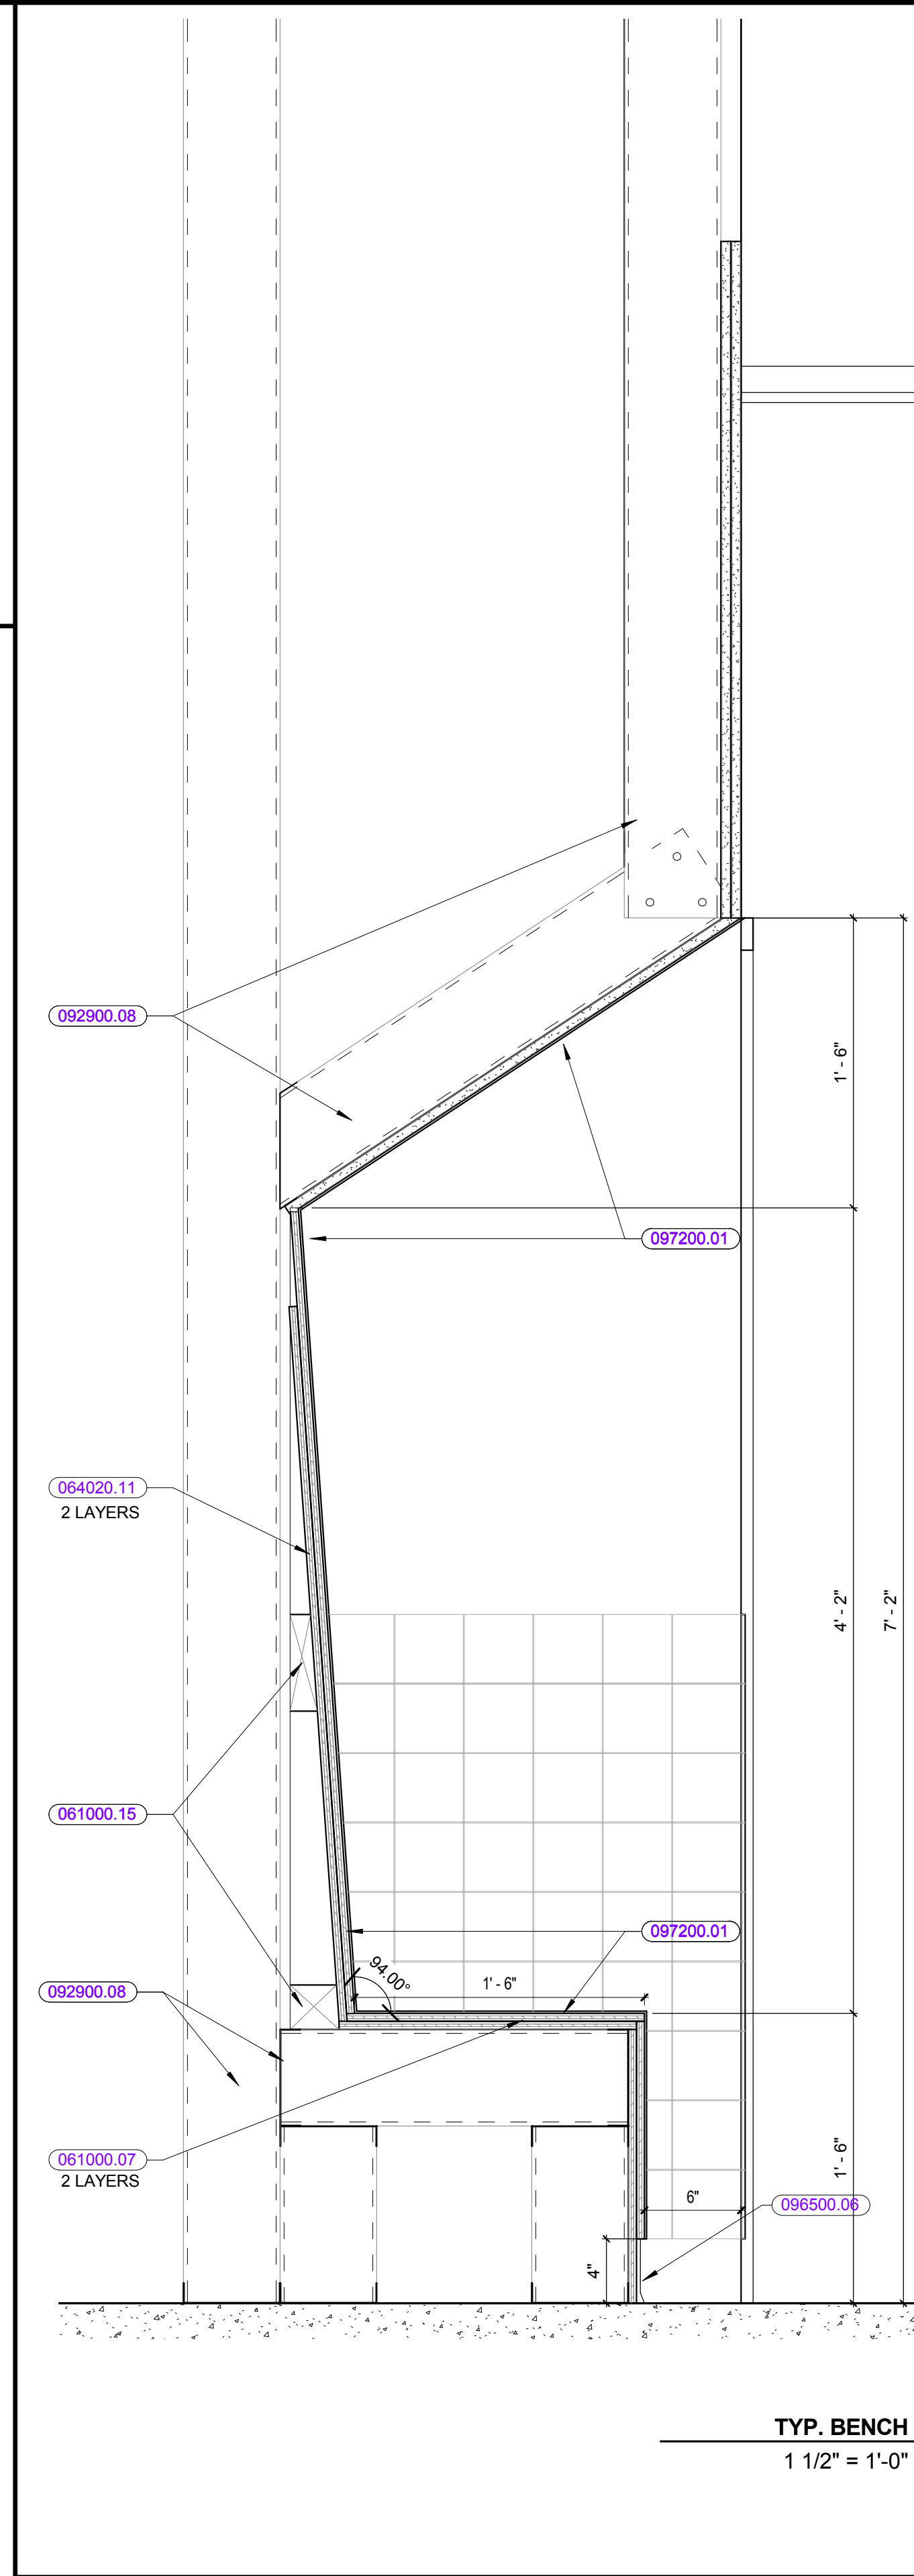 092900.08
1' - 6"
097200.01
064020.11
2 LAYERS
4' - 2"
7' - 2"
061000.15
097200.01
94.00°
1' - 6"
092900.08
061000.07
2 LAYERS
1' - 6"
6"
096500.06
4"
TYP. BENCH
1 1/2" = 1'-0"